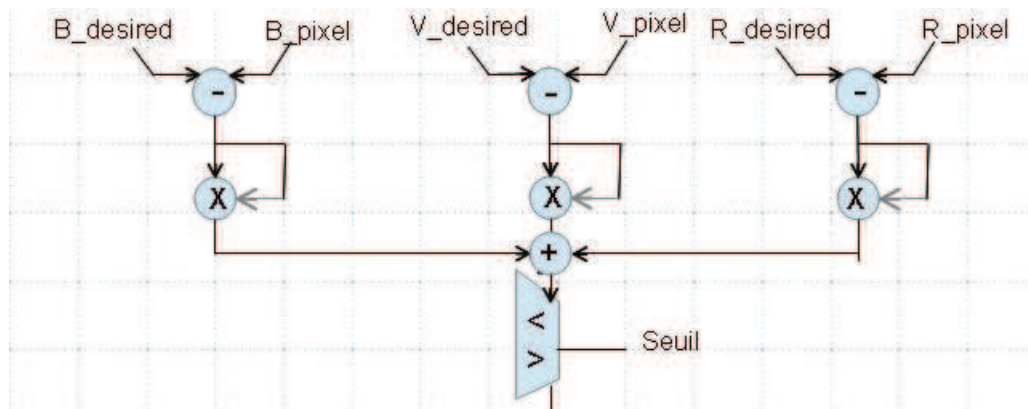 B_desired B_pixel V_desired V_pixel R_desired R_pixel
- - -
X X X
+
<
> Seuil